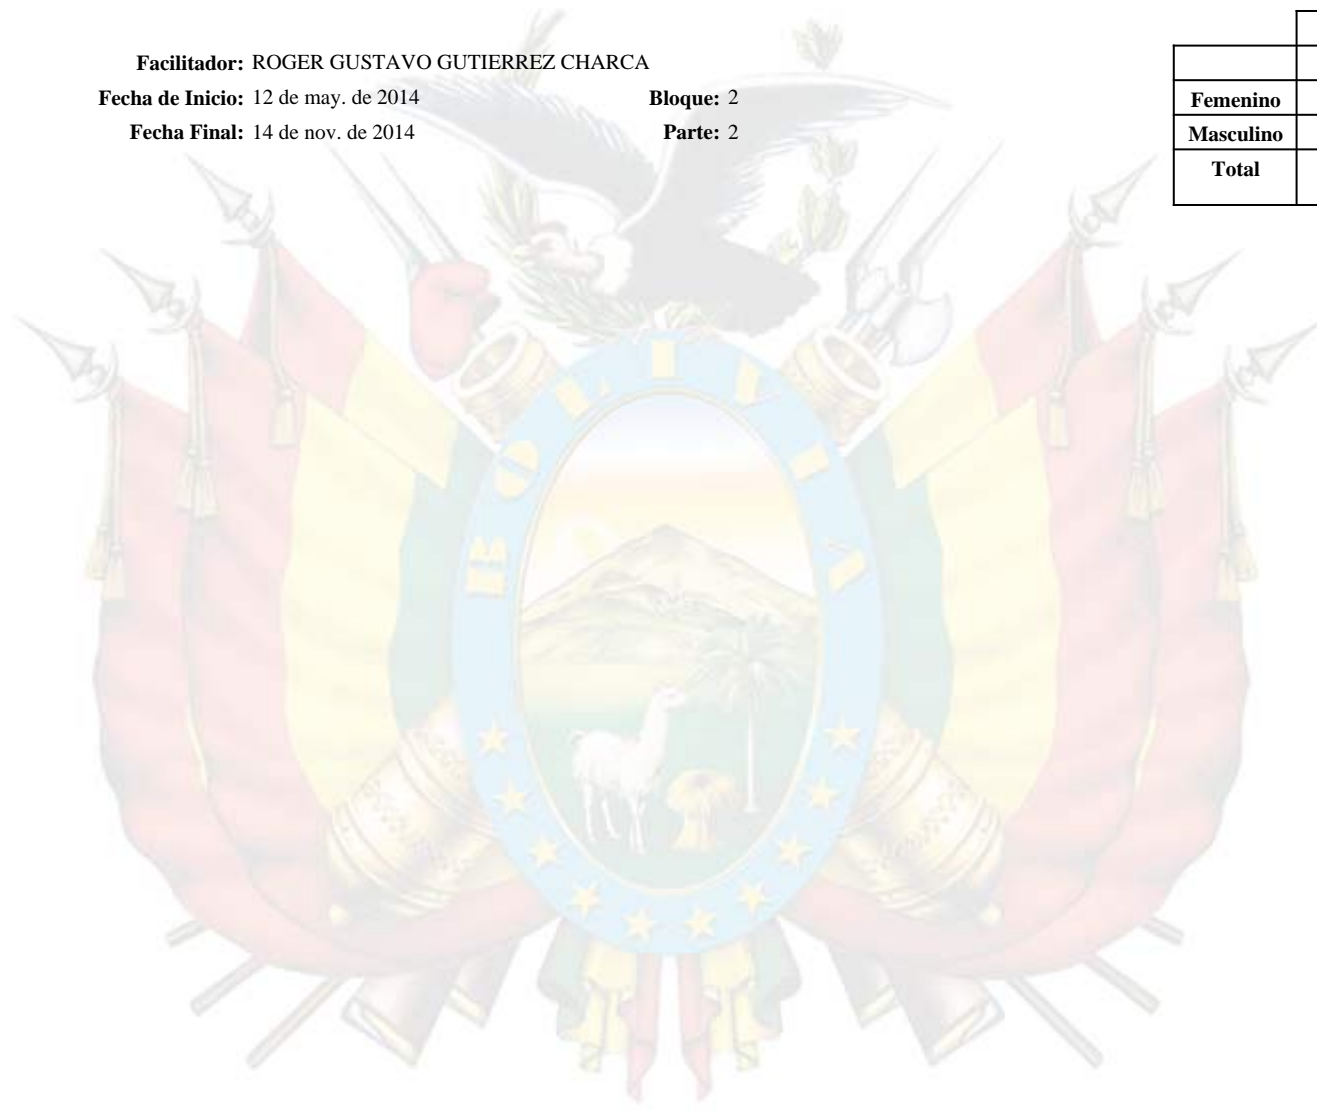 Facilitador: ROGER GUSTAVO GUTIERREZ CHARCA
Fecha de Inicio: 12 de may. de 2014 Bloque: 2
Fecha Final: 14 de nov. de 2014 Parte: 2
Femenino
Masculino
Total
BOLIVIA